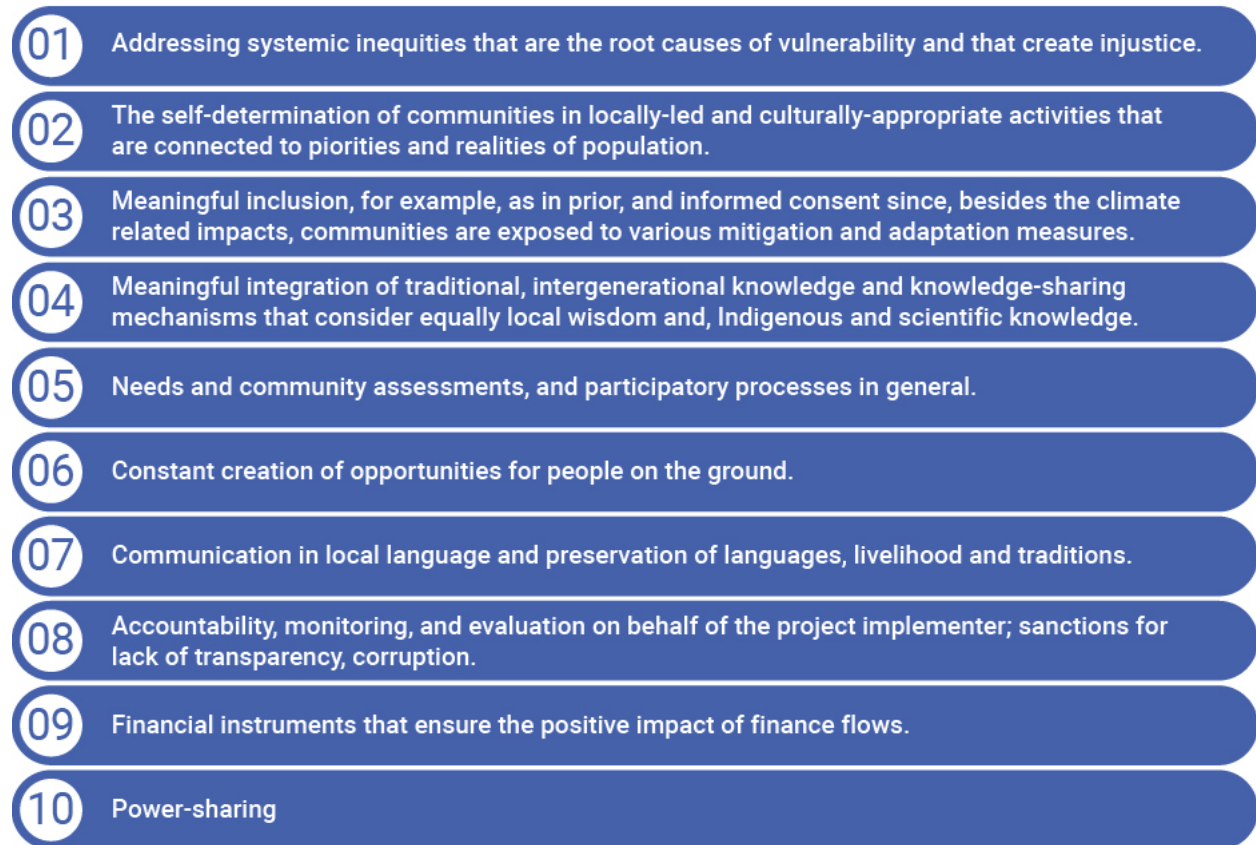 01
Addressing systemic inequities that are the root causes of vulnerability and that create injustice.
02
The self-determination of communities in locally-led and culturally-appropriate activities that
are connected to piorities and realities of population.
03
Meaningful inclusion, for example, as in prior, and informed consent since, besides the climate
related impacts, communities are exposed to various mitigation and adaptation measures.
04
Meaningful integration of traditional, intergenerational knowledge and knowledge-sharing
mechanisms that consider equally local wisdom and, Indigenous and scientific knowledge.
05
Needs and community assessments, and participatory processes in general.
06
Constant creation of opportunities for people on the ground.
07
Communication in local language and preservation of languages, livelihood and traditions.
08
Accountability, monitoring, and evaluation on behalf of the project implementer; sanctions for
lack of transparency, corruption.
09
Financial instruments that ensure the positive impact of finance flows.
10
Power-sharing